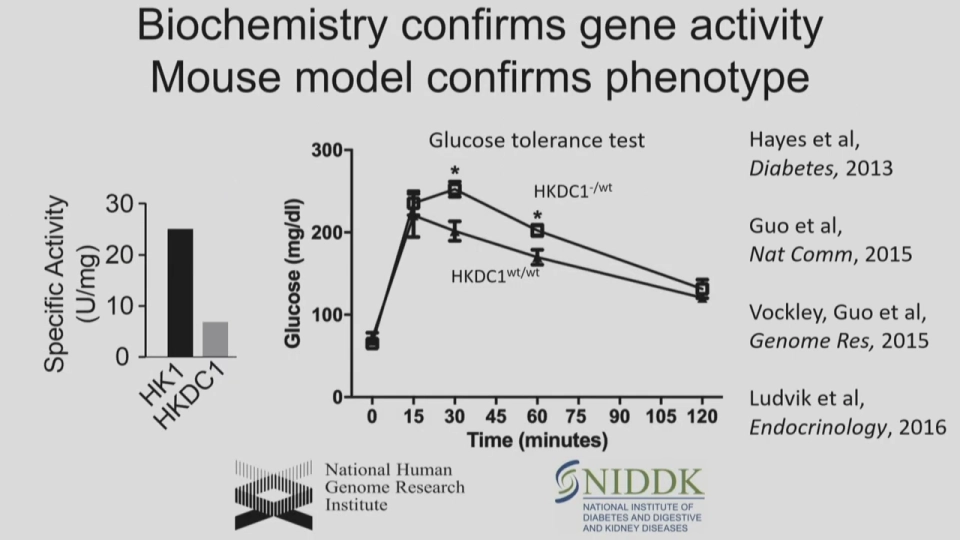 Biochemistry confirms gene activity
Mouse model confirms phenotype
Specific Activity
(U/mg)
30
20
10
0
HK1
HKDC1
Glucose tolerance test
Glucose (mg/dl)
300
200
100
0
*
HKDC1-/wt
*
HKDC1wt/wt
0 15 30 45 60 75 90 105 120
Time (minutes)
Hayes et al,
Diabetes, 2013
Guo et al,
Nat Comm, 2015
Vockley, Guo et al,
Genome Res, 2015
Ludvik et al,
Endocrinology, 2016
National Human
Genome Research
Institute
NIDDK
NATIONAL INSTITUTE OF
DIABETES AND DIGESTIVE
AND KIDNEY DISEASES